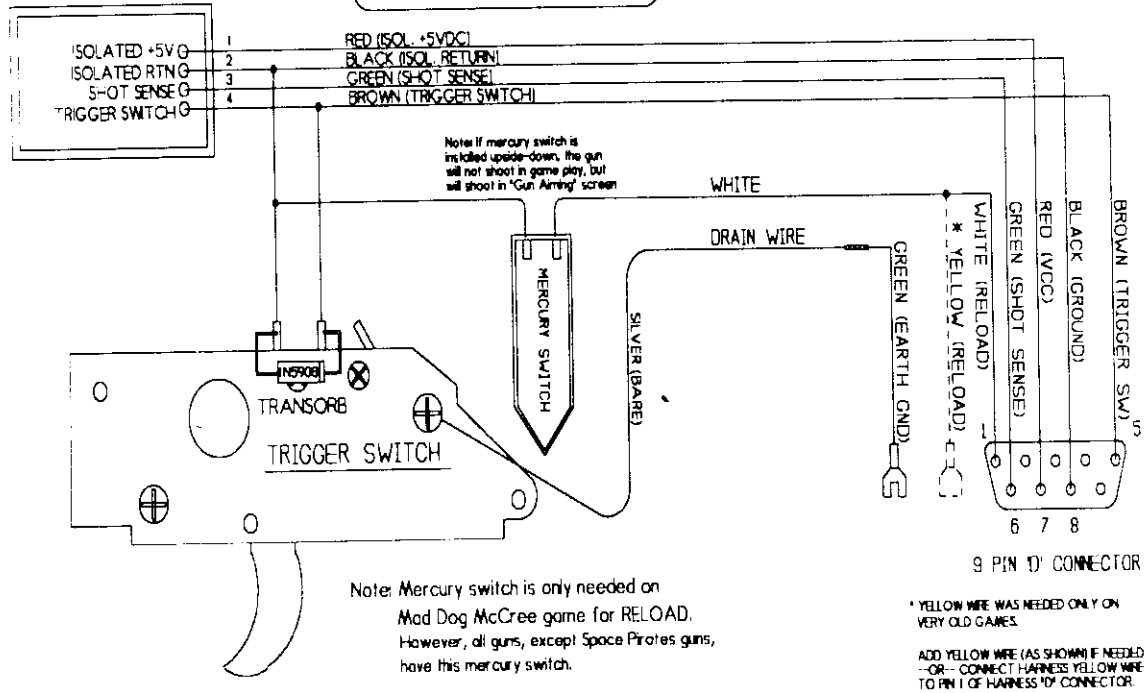 ISOLATED +5V
ISOLATED RTN
SHOT SENSE
TRIGGER SWITCH
1
2
3
4
RED (ISOL. +5VDC)
BLACK (ISOL. RETURN)
GREEN (SHOT SENSE)
BROWN (TRIGGER SWITCH)
Note: If mercury switch is
installed upside-down, the gun
will not shoot in game play, but
will shoot in "Gun Aiming" screen
WHITE
DRAIN WIRE
MERCURY SWITCH
SILVER (BARE)
GREEN (EARTH GND)
* YELLOW (RELOAD)
WHITE (RELOAD)
GREEN (SHOT SENSE)
RED (VCC)
BLACK (GROUND)
BROWN (TRIGGER SW)
1N5908
TRANSORB
TRIGGER SWITCH
1
5
6 7 8
9 PIN 'D' CONNECTOR
Note: Mercury switch is only needed on
Mad Dog McCree game for RELOAD.
However, all guns, except Space Pirates guns,
have this mercury switch.
* YELLOW WIRE WAS NEEDED ONLY ON
VERY OLD GAMES.
ADD YELLOW WIRE (AS SHOWN) IF NEEDED
--OR-- CONNECT HARNESS YELLOW WIRE
TO PIN 1 OF HARNESS "D" CONNECTOR.